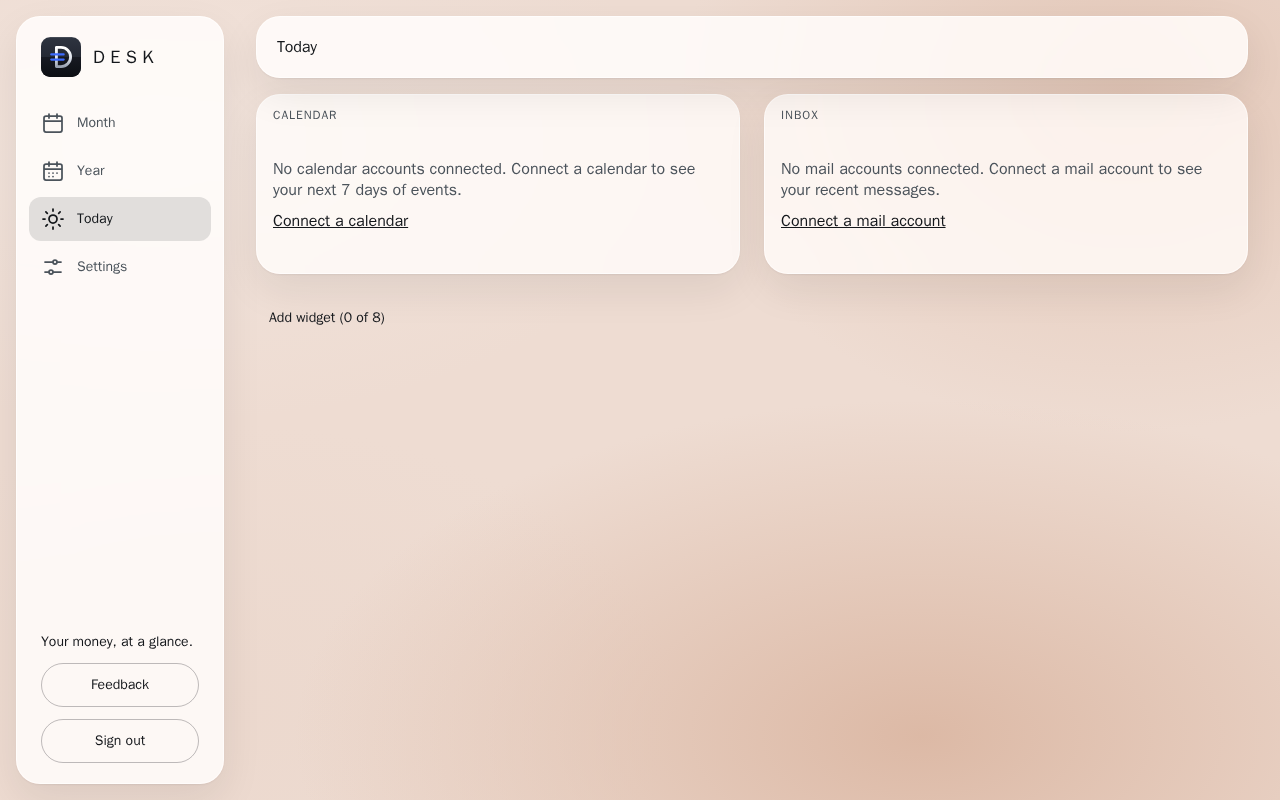 DESK
Month
Year
Today
Settings
Your money, at a glance.
Feedback
Sign out
Today
CALENDAR
No calendar accounts connected. Connect a calendar to see
your next 7 days of events.
Connect a calendar
INBOX
No mail accounts connected. Connect a mail account to see
your recent messages.
Connect a mail account
Add widget (0 of 8)